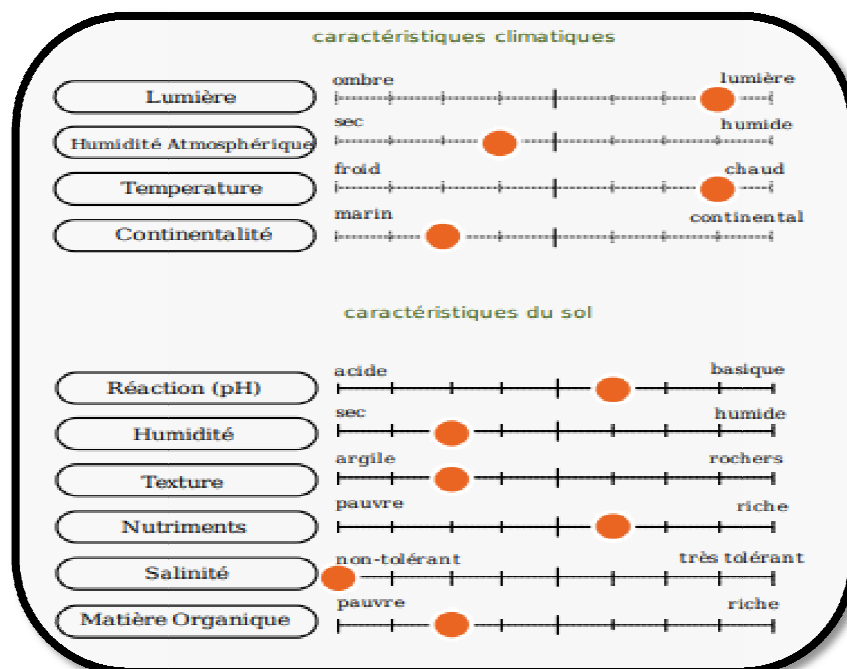 caractéristiques climatiques
ombre lumière
Lumière
sec humide
Humidité Atmosphérique
froid chaud
Temperature
marin continental
Continentalité
caractéristiques du sol
acide basique
Réaction (pH)
sec humide
Humidité
argile rochers
Texture
pauvre riche
Nutriments
non-tolérant très tolérant
Salinité
pauvre riche
Matière Organique